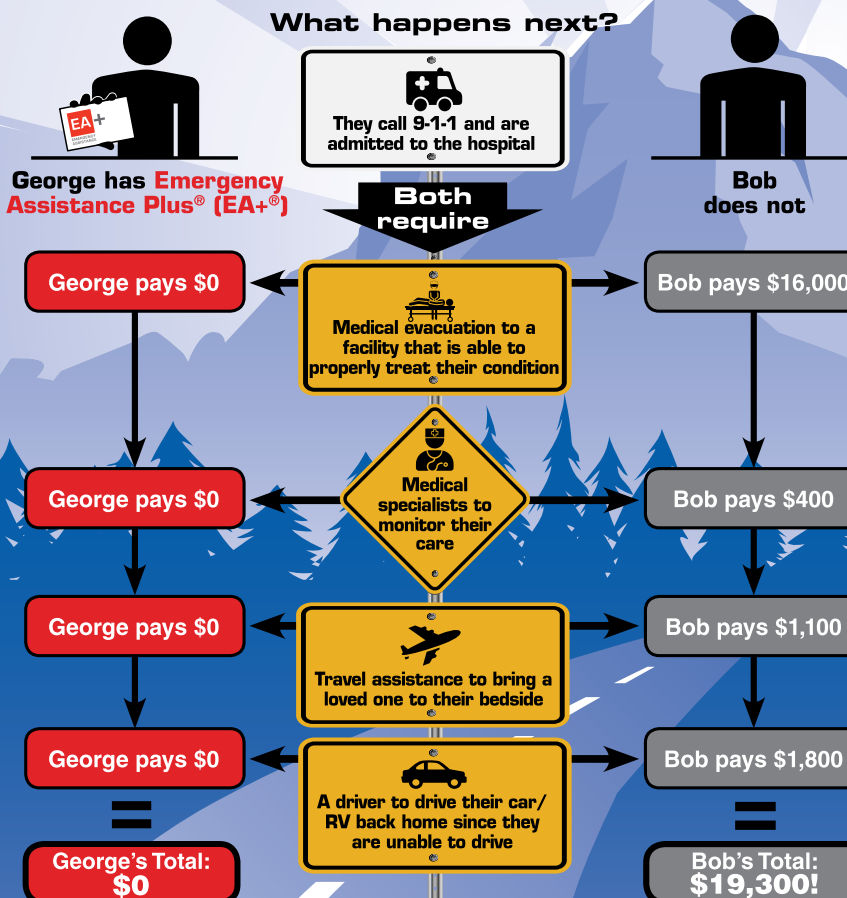 What happens next?
EA+
EMERGENCY
ASSISTANCE
They call 9-1-1 and are
admitted to the hospital
George has Emergency
Assistance Plus® (EA+®)
Bob
does not
Both
require
George pays $0
Medical evacuation to a
facility that is able to
properly treat their condition
Bob pays $16,000
George pays $0
Medical
specialists to
monitor their
care
Bob pays $400
George pays $0
Travel assistance to bring a
loved one to their bedside
Bob pays $1,100
George pays $0
A driver to drive their car/
RV back home since they
are unable to drive
Bob pays $1,800
=
=
George's Total:
$0
Bob's Total:
$19,300!